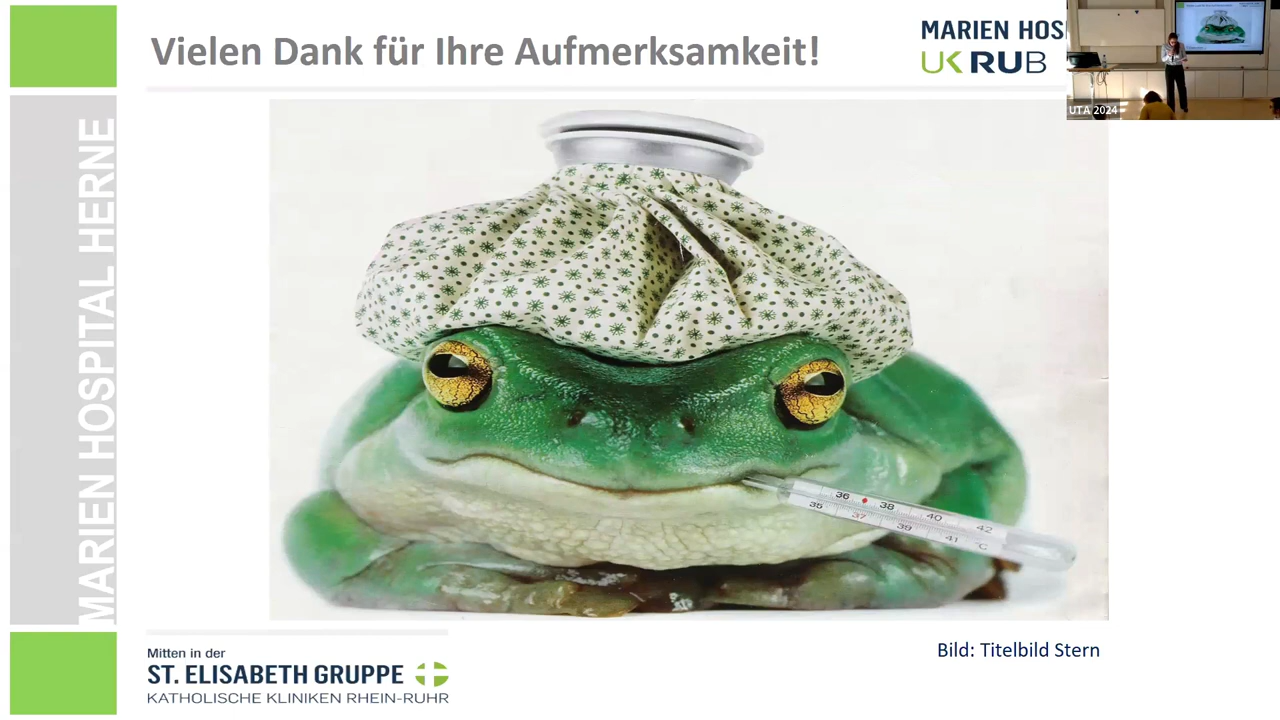 Vielen Dank für Ihre Aufmerksamkeit!
MARIEN HOS
UK RUB
UTA 2024
MARIEN HOSPITAL HERNE
36 38 40 42
35 37 39 41 °C
Mitten in der
ST. ELISABETH GRUPPE
KATHOLISCHE KLINIKEN RHEIN-RUHR
Bild: Titelbild Stern